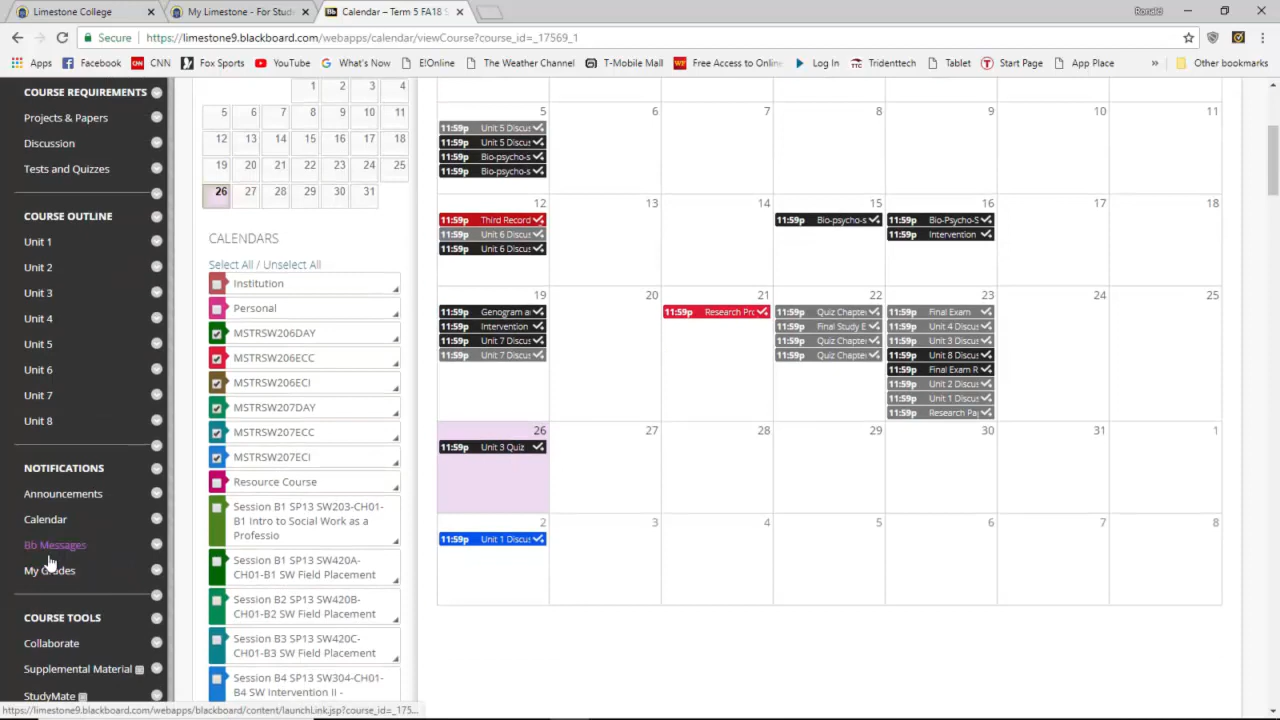 Limestone College
My Limestone - For Stud
Calendar – Term 5 FA18 S
Ronald
Secure https://limestone9.blackboard.com/webapps/calendar/viewCourse?course_id=_17569_1
Apps Facebook CNN Fox Sports YouTube What's Now E!Online The Weather Channel T-Mobile Mall Free Access to Online Log In Tridenttech Tablet Start Page App Place » Other bookmarks
COURSE REQUIREMENTS
Projects & Papers
Discussion
Tests and Quizzes
COURSE OUTLINE
Unit 1
Unit 2
Unit 3
Unit 4
Unit 5
Unit 6
Unit 7
Unit 8
NOTIFICATIONS
Announcements
Calendar
Bb Messages
My Grades
COURSE TOOLS
Collaborate
Supplemental Material
StudyMate
1 2 3 4
5 6 7 8 9 10 11
12 13 14 15 16 17 18
19 20 21 22 23 24 25
26 27 28 29 30 31
CALENDARS
Select All / Unselect All
Institution
Personal
MSTRSW206DAY
MSTRSW206ECC
MSTRSW206ECI
MSTRSW207DAY
MSTRSW207ECC
MSTRSW207ECI
Resource Course
Session B1 SP13 SW203-CH01-
B1 Intro to Social Work as a
Professio
Session B1 SP13 SW420A-
CH01-B1 SW Field Placement
Session B2 SP13 SW420B-
CH01-B2 SW Field Placement
Session B3 SP13 SW420C-
CH01-B3 SW Field Placement
Session B4 SP13 SW304-CH01-
B4 SW Intervention II -
5 6 7 8 9 10 11
11:59p Unit 5 Discus
11:59p Unit 5 Discus
11:59p Bio-psycho-s
11:59p Bio-psycho-s
12 13 14 15 16 17 18
11:59p Third Record
11:59p Unit 6 Discus
11:59p Unit 6 Discus
11:59p Bio-psycho-s
11:59p Bio-Psycho-S
11:59p Intervention
19 20 21 22 23 24 25
11:59p Genogram a
11:59p Intervention
11:59p Unit 7 Discus
11:59p Unit 7 Discus
11:59p Research Pro
11:59p Quiz Chapte
11:59p Final Study E
11:59p Quiz Chapte
11:59p Quiz Chapte
11:59p Final Exam
11:59p Unit 4 Discus
11:59p Unit 3 Discus
11:59p Unit 8 Discus
11:59p Final Exam R
11:59p Unit 2 Discus
11:59p Unit 1 Discus
11:59p Research Pa
26 27 28 29 30 31 1
11:59p Unit 3 Quiz
2 3 4 5 6 7 8
11:59p Unit 1 Discus
https://limestone9.blackboard.com/webapps/blackboard/content/launchLink.jsp?course_id=_175...